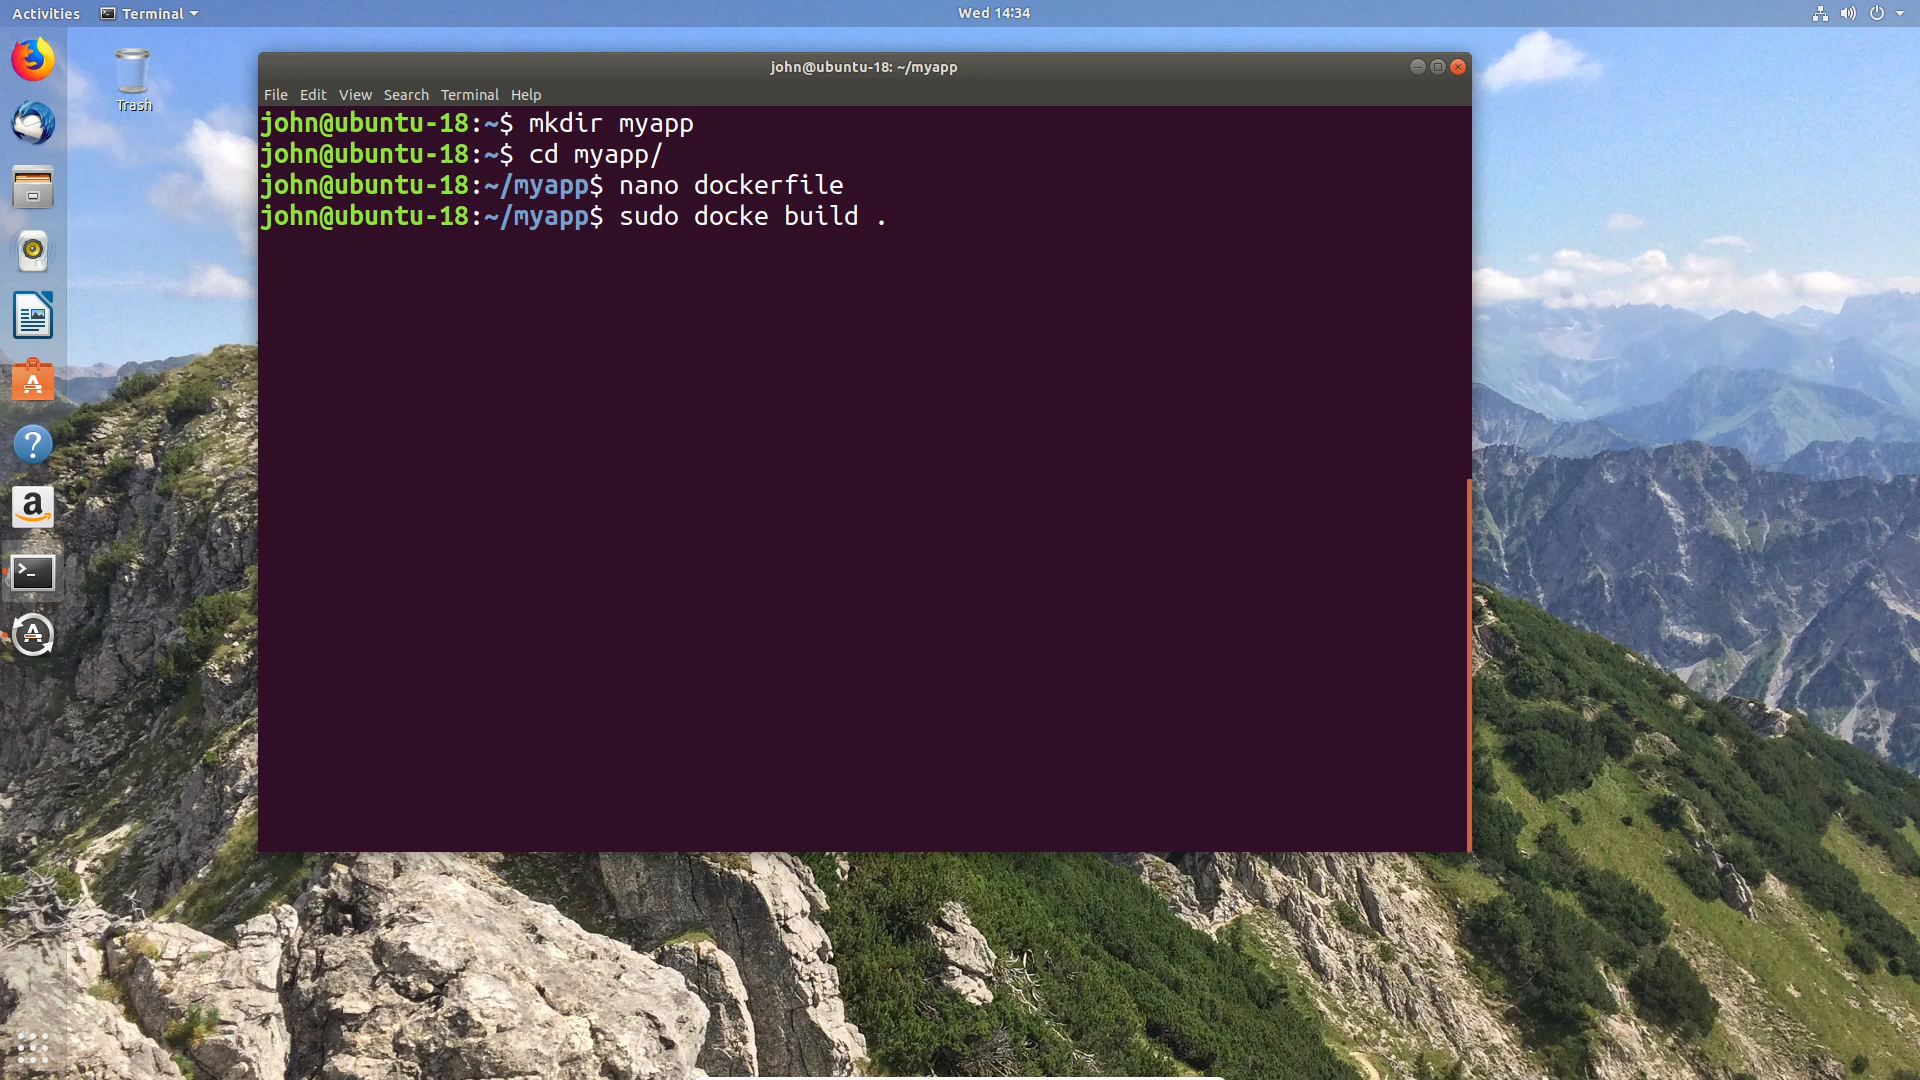 Activities Terminal Wed 14:34
Trash
john@ubuntu-18: ~/myapp
File Edit View Search Terminal Help
john@ubuntu-18:~$ mkdir myapp
john@ubuntu-18:~$ cd myapp/
john@ubuntu-18:~/myapp$ nano dockerfile
john@ubuntu-18:~/myapp$ sudo docke build .